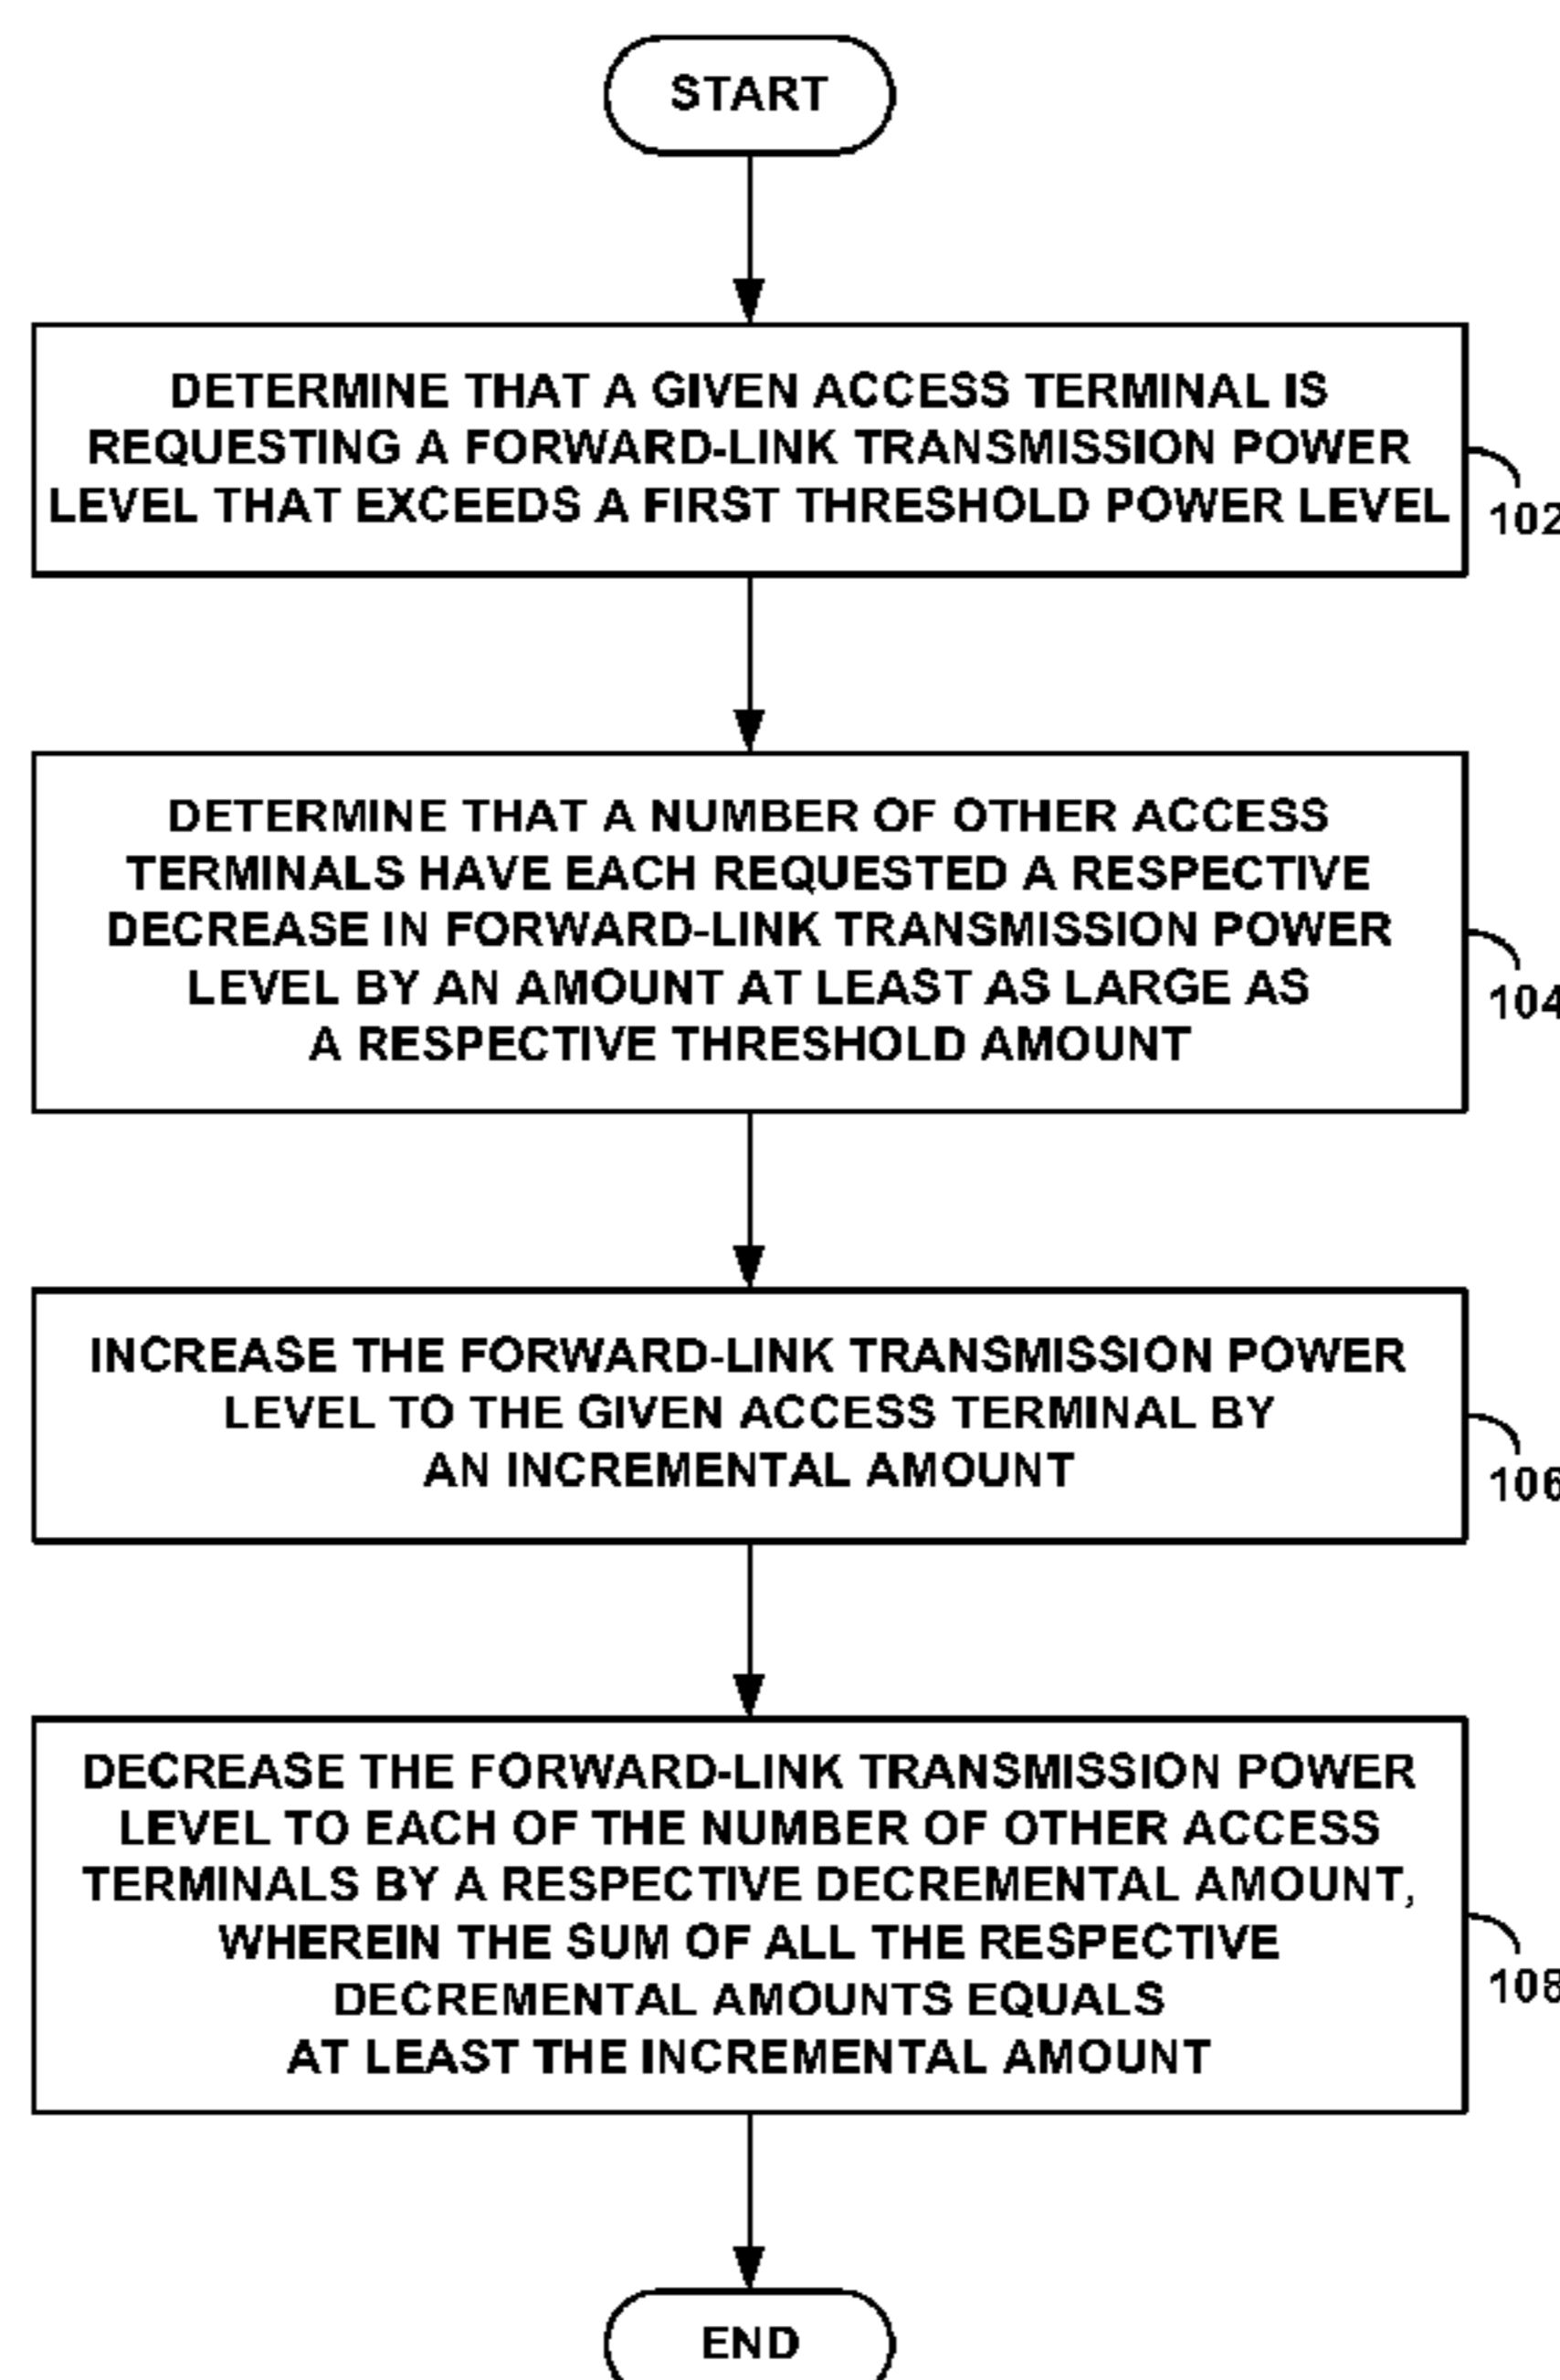 START
DETERMINE THAT A GIVEN ACCESS TERMINAL IS
REQUESTING A FORWARD-LINK TRANSMISSION POWER
LEVEL THAT EXCEEDS A FIRST THRESHOLD POWER LEVEL
102
DETERMINE THAT A NUMBER OF OTHER ACCESS
TERMINALS HAVE EACH REQUESTED A RESPECTIVE
DECREASE IN FORWARD-LINK TRANSMISSION POWER
LEVEL BY AN AMOUNT AT LEAST AS LARGE AS
A RESPECTIVE THRESHOLD AMOUNT
104
INCREASE THE FORWARD-LINK TRANSMISSION POWER
LEVEL TO THE GIVEN ACCESS TERMINAL BY
AN INCREMENTAL AMOUNT
106
DECREASE THE FORWARD-LINK TRANSMISSION POWER
LEVEL TO EACH OF THE NUMBER OF OTHER ACCESS
TERMINALS BY A RESPECTIVE DECREMENTAL AMOUNT,
WHEREIN THE SUM OF ALL THE RESPECTIVE
DECREMENTAL AMOUNTS EQUALS
AT LEAST THE INCREMENTAL AMOUNT
108
END